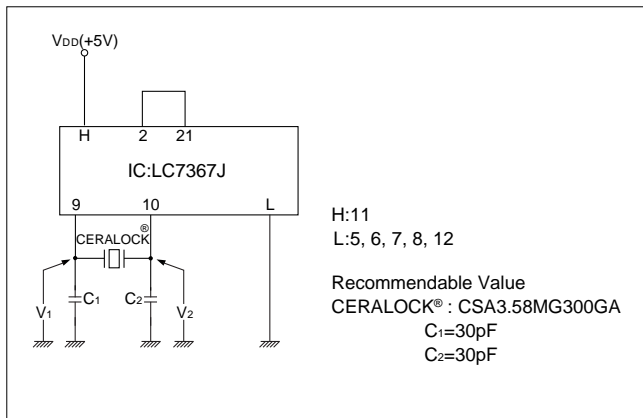 VDD(+5V)
H 2 21
IC:LC7367J
9 10 L
CERALOCK®
V1 C1 C2 V2
H:11
L:5, 6, 7, 8, 12
Recommendable Value
CERALOCK® : CSA3.58MG300GA
C1=30pF
C2=30pF